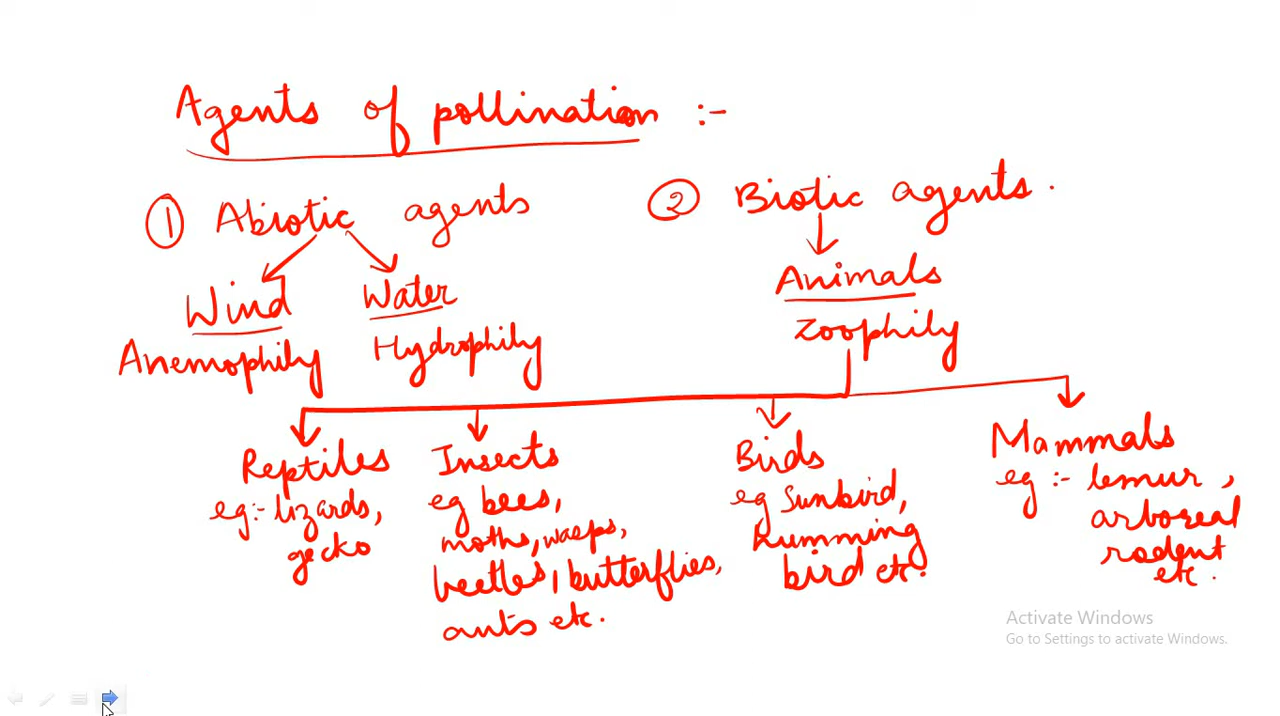 Agents of pollination :-
① Abiotic agents
② Biotic agents.
Wind
Anemophily
Water
Hydrophily
Animals
Zoophily
Reptiles
eg:- lizards,
gecko
Insects
eg bees,
moths, wasps,
beetles, butterflies,
ants etc.
Birds
eg Sunbird,
humming
bird etc.
Mammals
eg :- lemur,
arboreal
rodent
etc.
Activate Windows
Go to Settings to activate Windows.